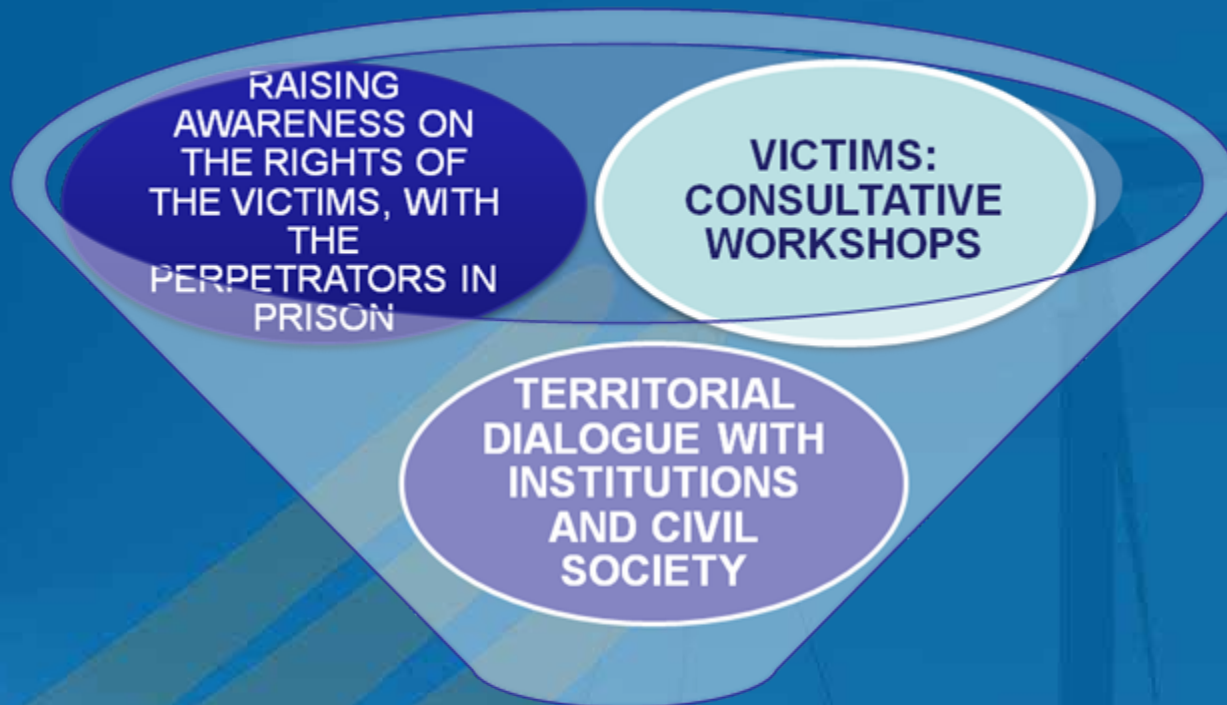 RAISING
AWARENESS ON
THE RIGHTS OF
THE VICTIMS, WITH
THE
PERPETRATORS IN
PRISON
VICTIMS:
CONSULTATIVE
WORKSHOPS
TERRITORIAL
DIALOGUE WITH
INSTITUTIONS
AND CIVIL
SOCIETY